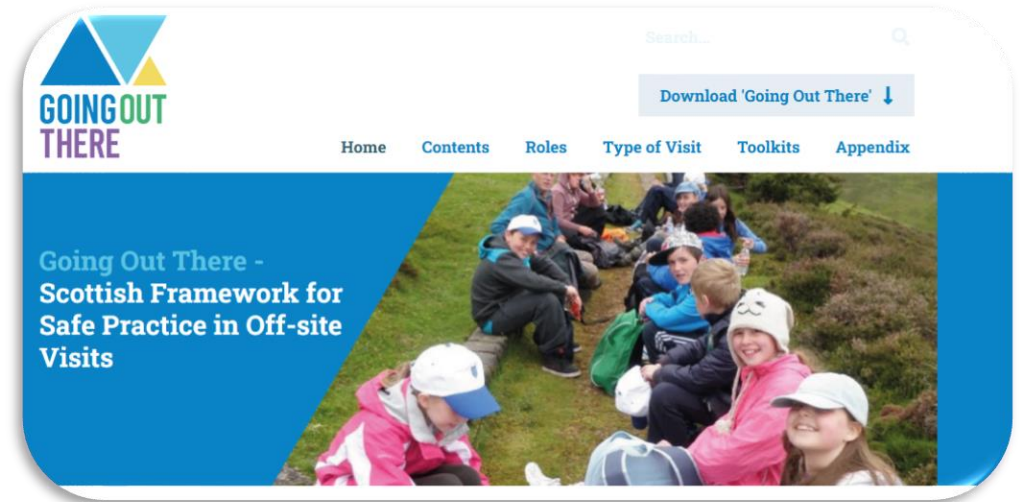 GOING OUT
THERE
Search...
Download 'Going Out There'
Home Contents Roles Type of Visit Toolkits Appendix
Going Out There -
Scottish Framework for
Safe Practice in Off-site
Visits